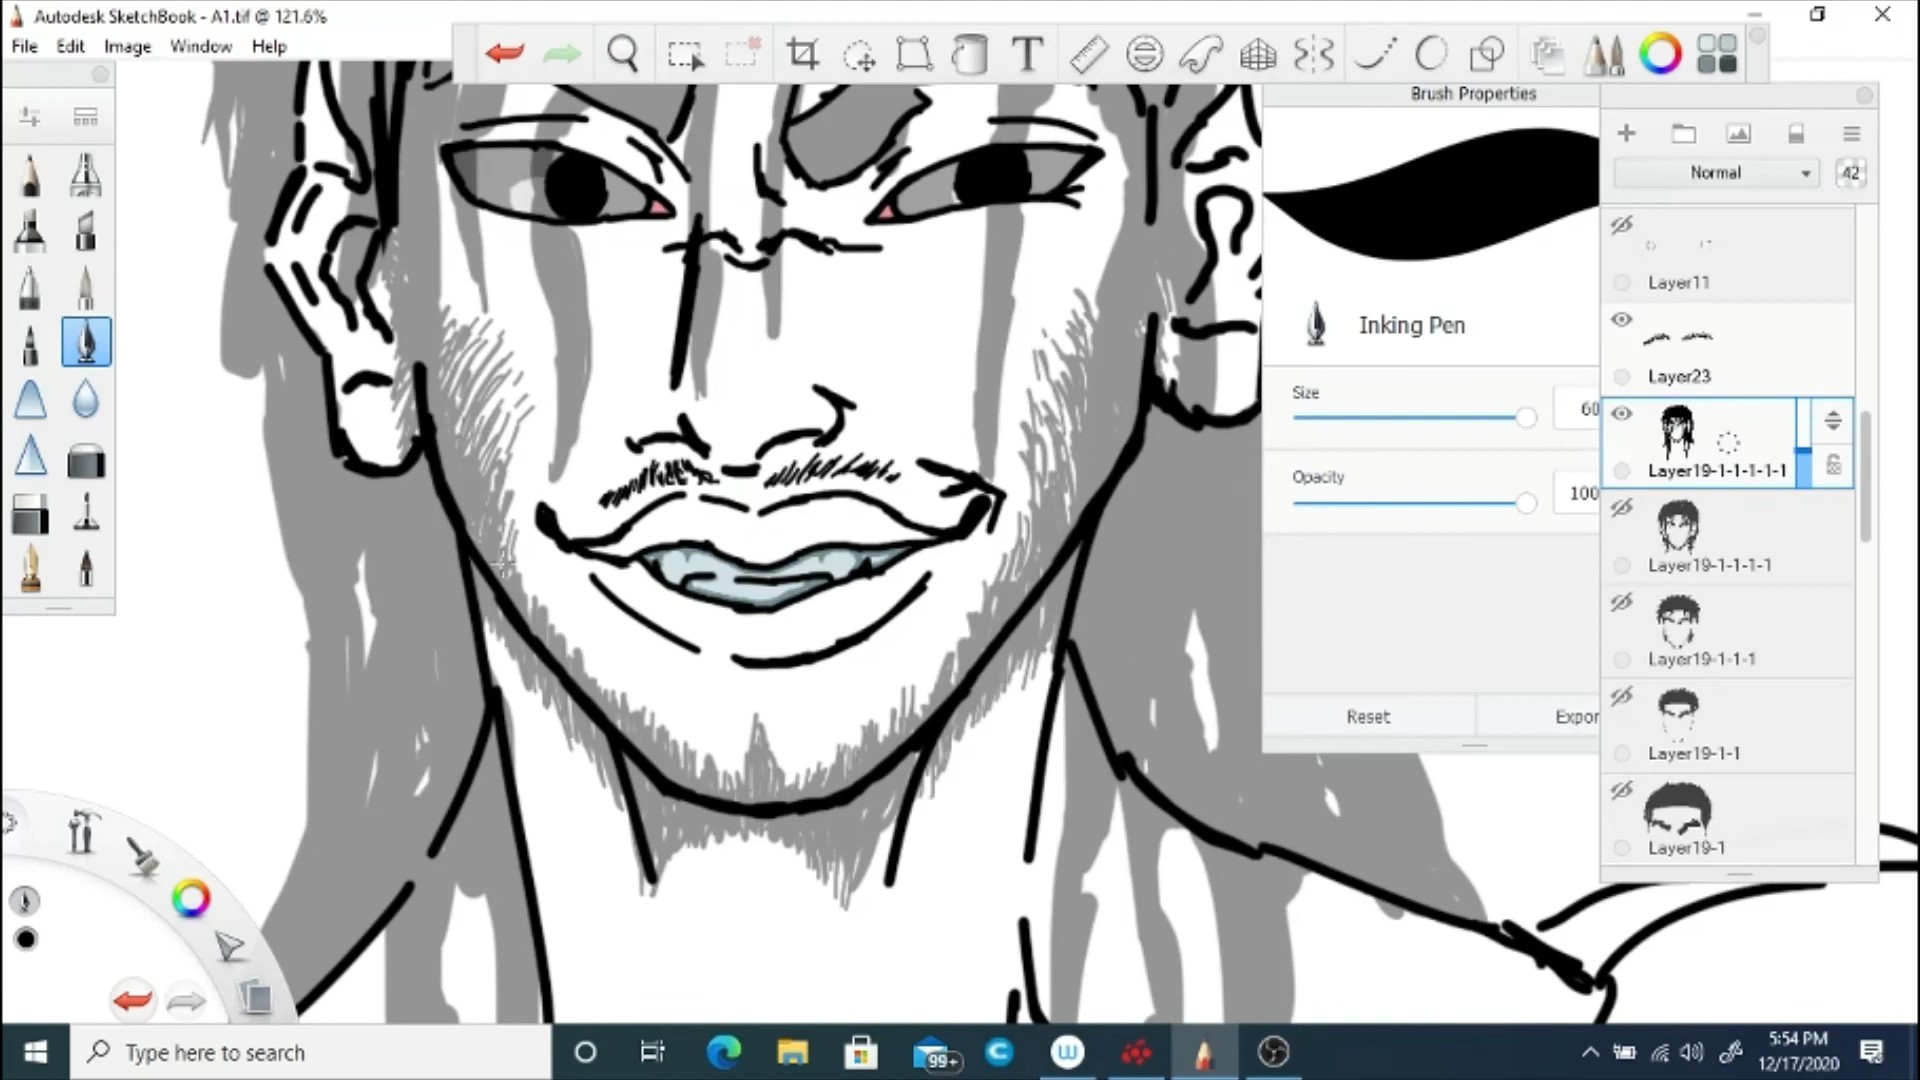 Autodesk SketchBook - A1.tif @ 121.6%
File Edit Image Window Help
T
Brush Properties
Normal
42
Layer11
Layer23
Inking Pen
Size
60
Layer19-1-1-1-1-1
Opacity
100
Layer19-1-1-1-1
Layer19-1-1-1
Reset
Expor
Layer19-1-1
Layer19-1
Type here to search
99+
5:54 PM
12/17/2020